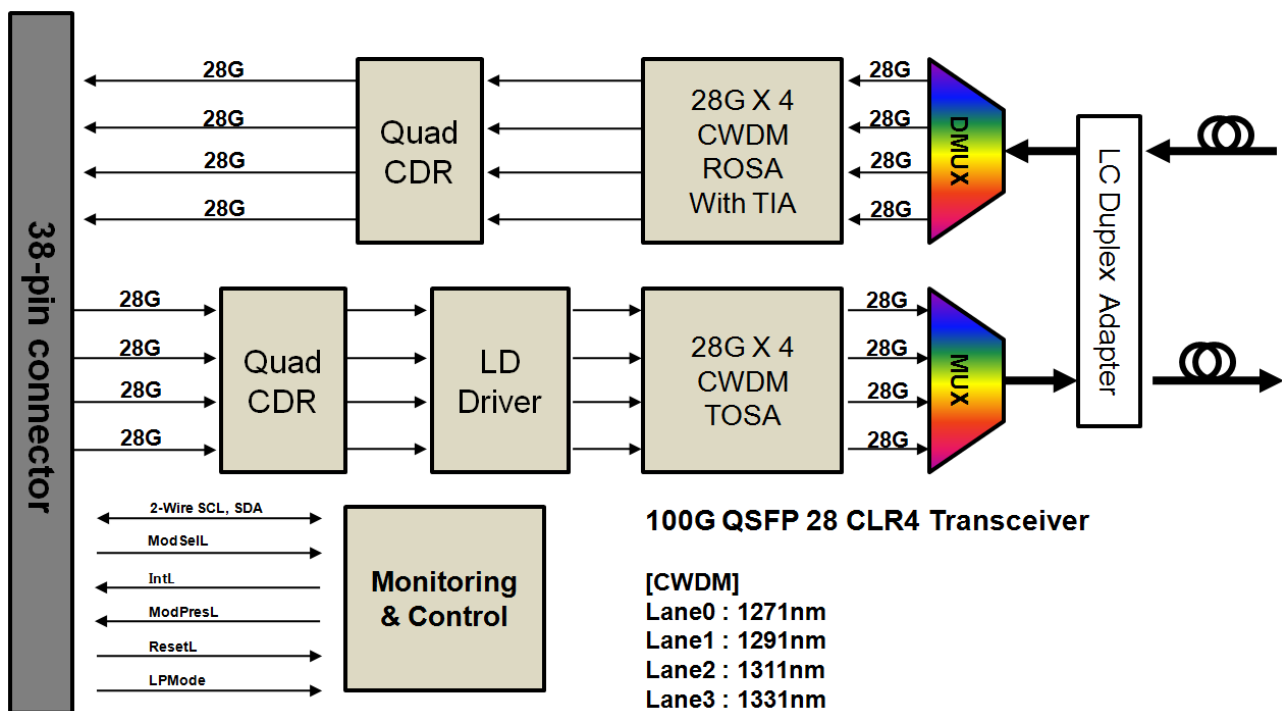 38-pin connector
28G
28G
28G
28G
Quad
CDR
28G X 4
CWDM
ROSA
With TIA
28G
28G
28G
28G
DMUX
LC Duplex Adapter
28G
28G
28G
28G
Quad
CDR
LD
Driver
28G X 4
CWDM
TOSA
28G
28G
28G
28G
MUX
2-Wire SCL, SDA
ModSelL
IntL
ModPresL
ResetL
LPMode
Monitoring
& Control
100G QSFP 28 CLR4 Transceiver
[CWDM]
Lane0 : 1271nm
Lane1 : 1291nm
Lane2 : 1311nm
Lane3 : 1331nm